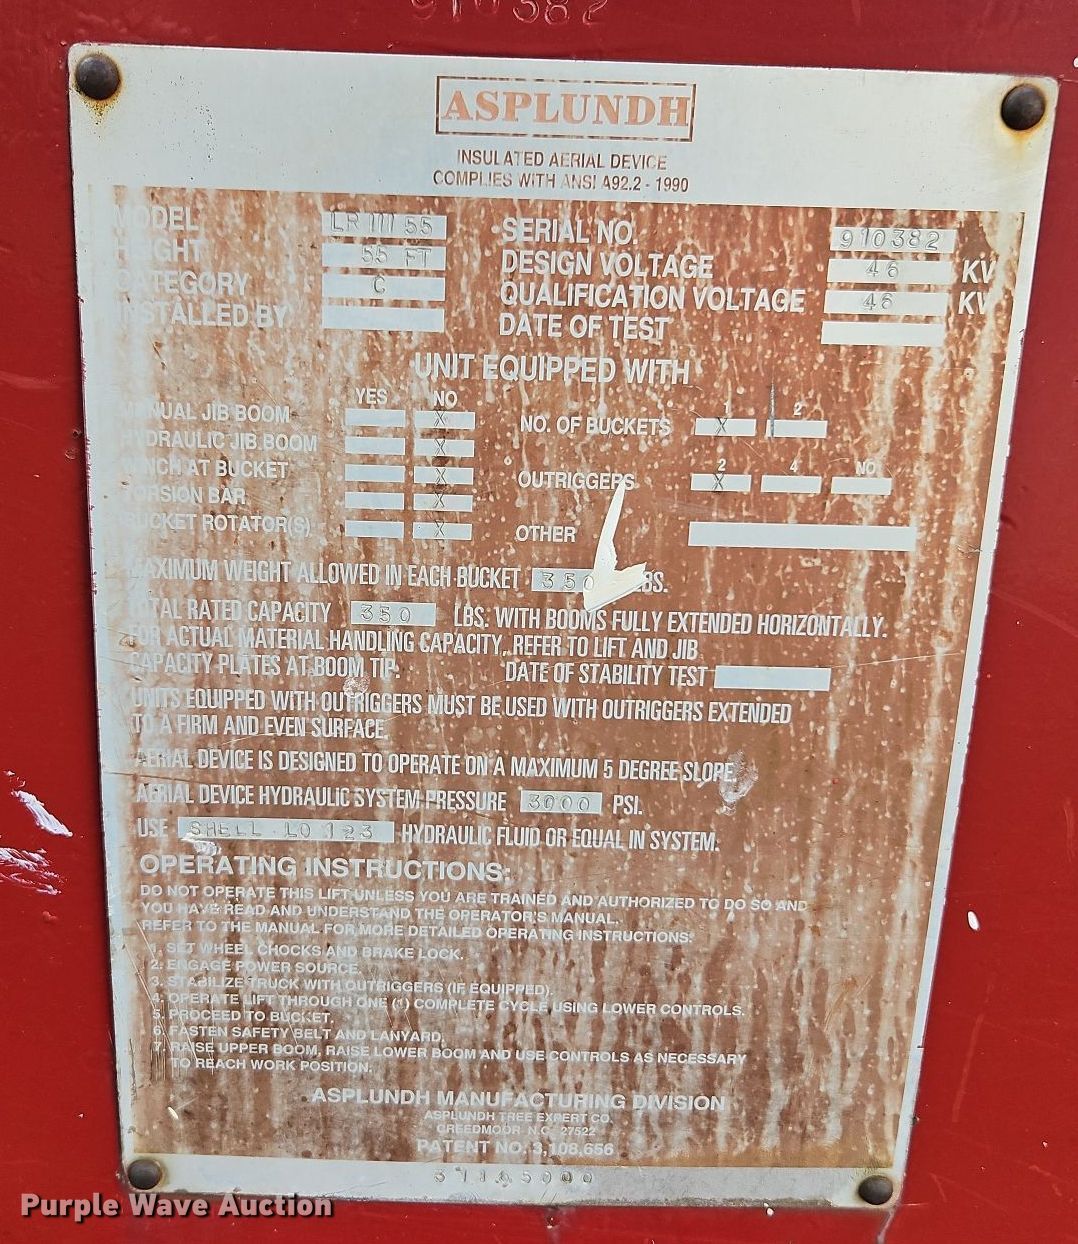 910382
ASPLUNDH
INSULATED AERIAL DEVICE
COMPLIES WITH ANSI A92.2 - 1990
MODEL LR III 55 SERIAL NO. 910382
HEIGHT 55 FT DESIGN VOLTAGE 46 KV
CATEGORY C QUALIFICATION VOLTAGE 46 KV
INSTALLED BY DATE OF TEST
UNIT EQUIPPED WITH
YES NO
MANUAL JIB BOOM X NO. OF BUCKETS 1 X 2
HYDRAULIC JIB BOOM X
WINCH AT BUCKET X OUTRIGGERS 2 X 4 NO
TORSION BAR X
BUCKET ROTATOR(S) X OTHER
MAXIMUM WEIGHT ALLOWED IN EACH BUCKET 350 LBS.
TOTAL RATED CAPACITY 350 LBS. WITH BOOMS FULLY EXTENDED HORIZONTALLY.
FOR ACTUAL MATERIAL HANDLING CAPACITY, REFER TO LIFT AND JIB
CAPACITY PLATES AT BOOM TIP. DATE OF STABILITY TEST
UNITS EQUIPPED WITH OUTRIGGERS MUST BE USED WITH OUTRIGGERS EXTENDED
TO A FIRM AND EVEN SURFACE.
AERIAL DEVICE IS DESIGNED TO OPERATE ON A MAXIMUM 5 DEGREE SLOPE.
AERIAL DEVICE HYDRAULIC SYSTEM PRESSURE 3000 PSI.
USE SHELL LO 123 HYDRAULIC FLUID OR EQUAL IN SYSTEM.
OPERATING INSTRUCTIONS:
DO NOT OPERATE THIS LIFT UNLESS YOU ARE TRAINED AND AUTHORIZED TO DO SO AND
YOU HAVE READ AND UNDERSTAND THE OPERATOR'S MANUAL.
REFER TO THE MANUAL FOR MORE DETAILED OPERATING INSTRUCTIONS:
1. SET WHEEL CHOCKS AND BRAKE LOCK.
2. ENGAGE POWER SOURCE.
3. STABILIZE TRUCK WITH OUTRIGGERS (IF EQUIPPED).
4. OPERATE LIFT THROUGH ONE (1) COMPLETE CYCLE USING LOWER CONTROLS.
5. PROCEED TO BUCKET.
6. FASTEN SAFETY BELT AND LANYARD.
7. RAISE UPPER BOOM, RAISE LOWER BOOM AND USE CONTROLS AS NECESSARY
TO REACH WORK POSITION.
ASPLUNDH MANUFACTURING DIVISION
ASPLUNDH TREE EXPERT CO.
CREEDMOOR N.C. 27522
PATENT NO. 3,108,656
Purple Wave Auction